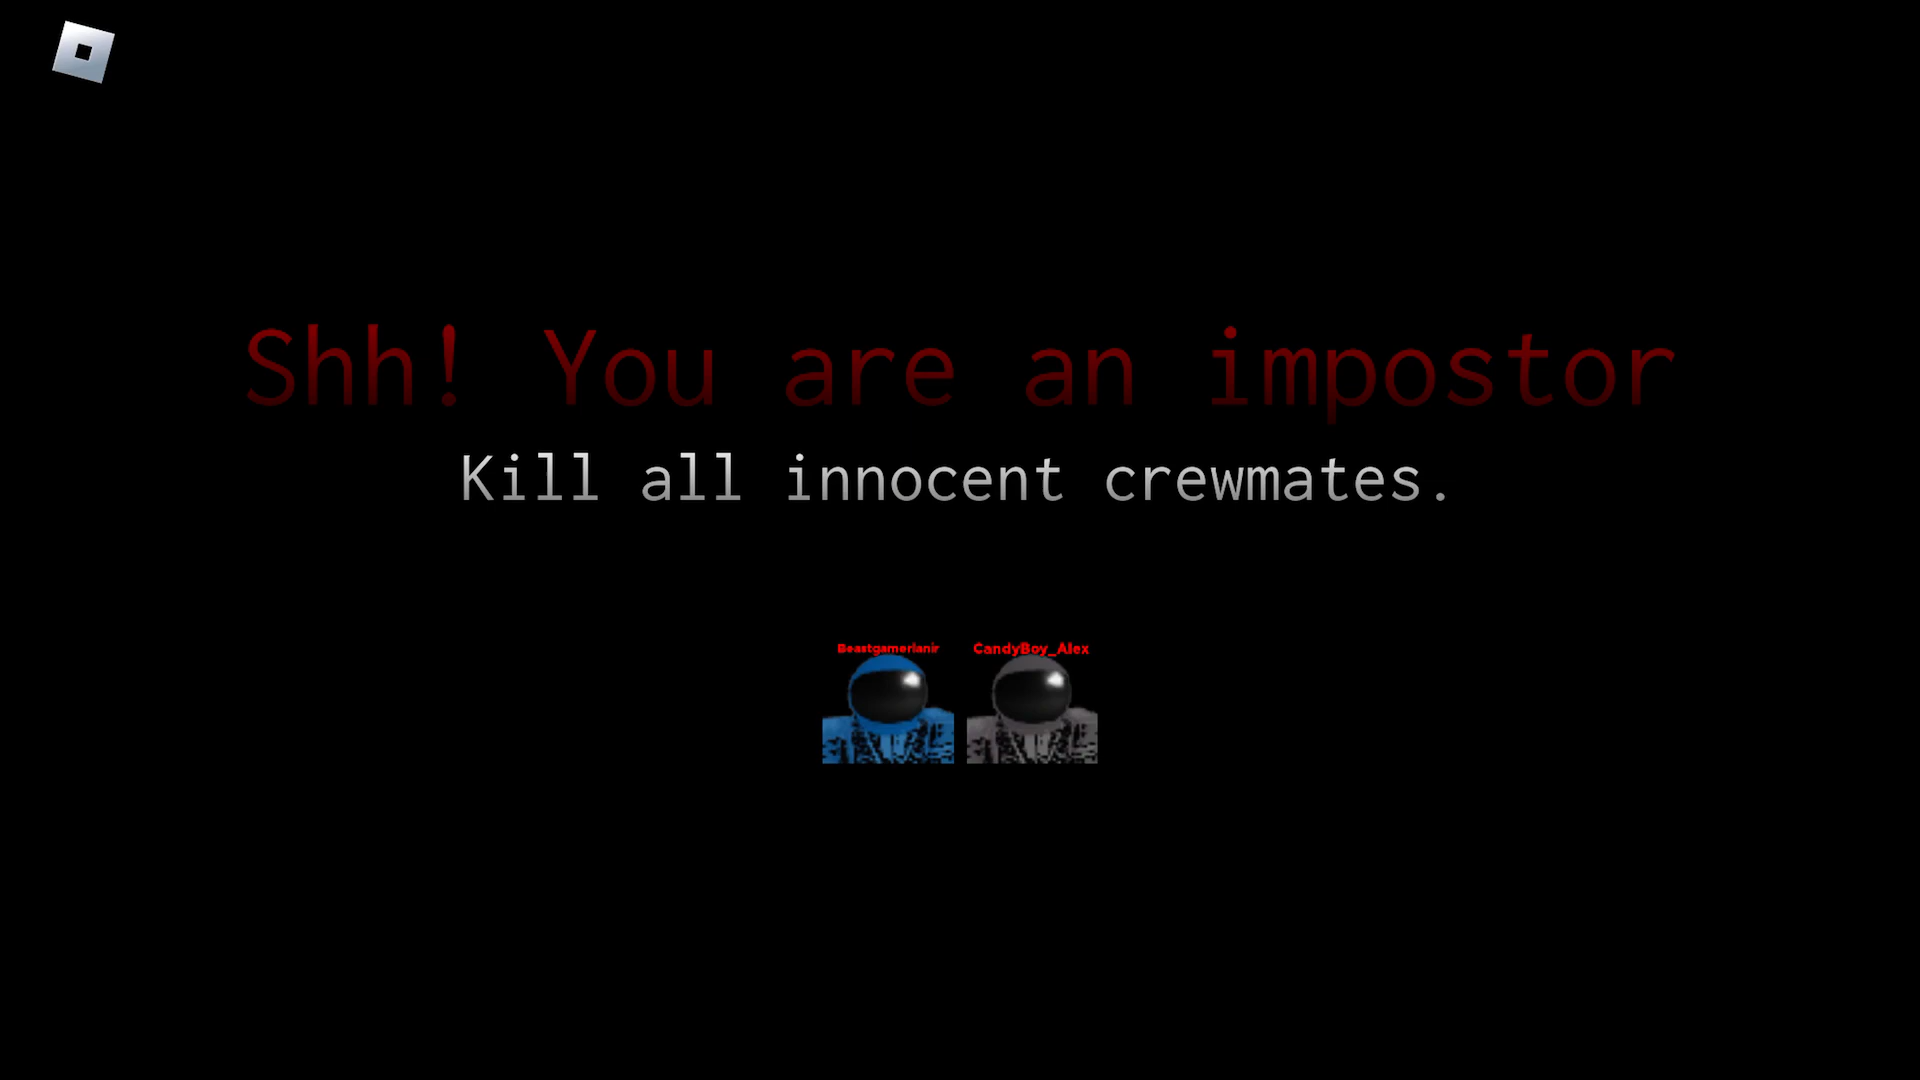 Shh! You are an impostor
Kill all innocent crewmates.
Beastgamerlanir CandyBoy_Alex